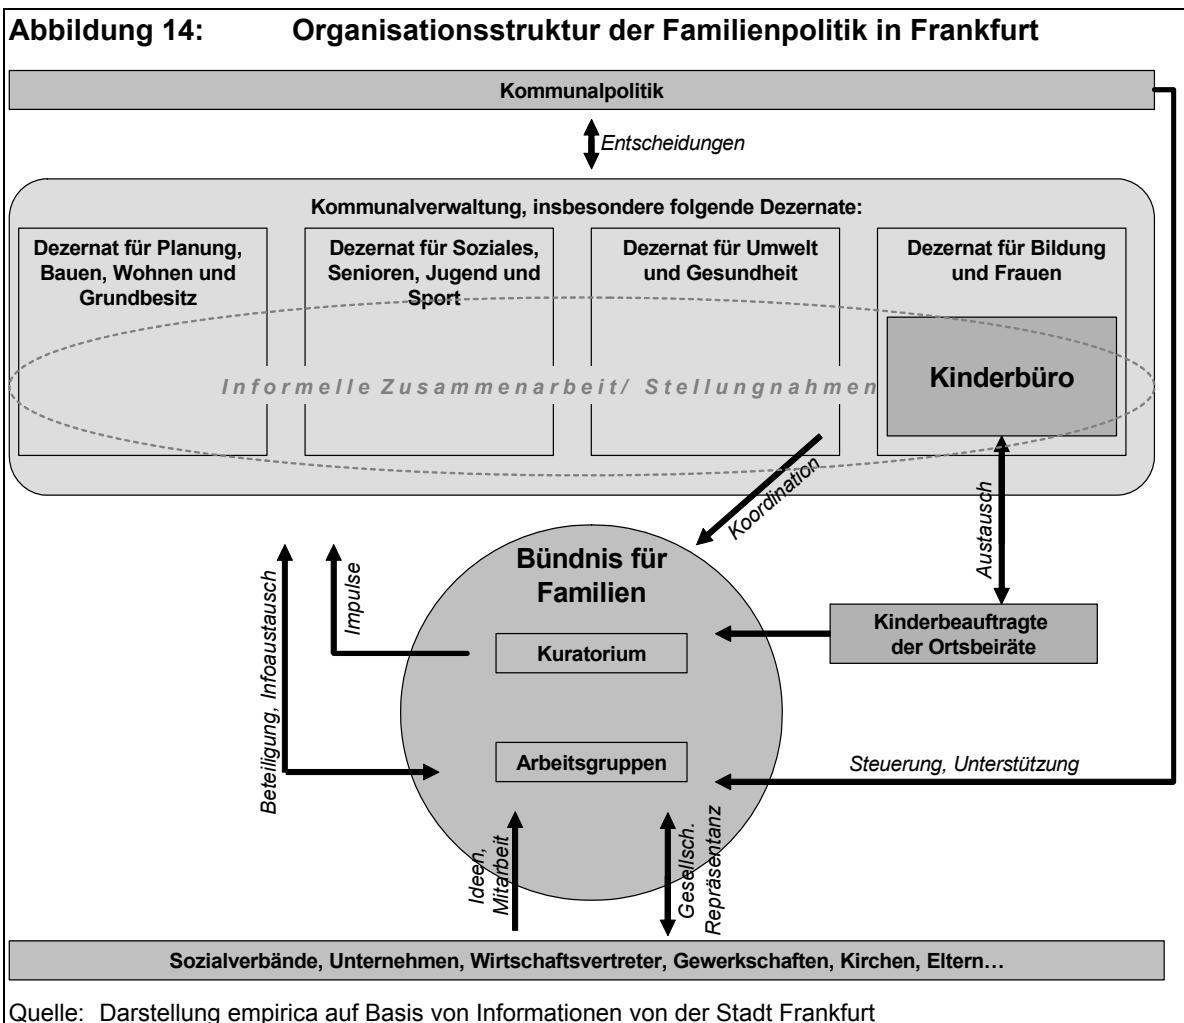 Abbildung 14: Organisationsstruktur der Familienpolitik in Frankfurt
Kommunalpolitik
Entscheidungen
Kommunalverwaltung, insbesondere folgende Dezernate:
Dezernat für Planung,
Bauen, Wohnen und
Grundbesitz
Dezernat für Soziales,
Senioren, Jugend und
Sport
Dezernat für Umwelt
und Gesundheit
Dezernat für Bildung
und Frauen
Informelle Zusammenarbeit/ Stellungnahmen
Kinderbüro
Koordination
Austausch
Bündnis für
Familien
Beteiligung, Infoaustausch
Impulse
Kuratorium
Kinderbeauftragte
der Ortsbeiräte
Arbeitsgruppen
Steuerung, Unterstützung
Ideen,
Mitarbeit
Gesellsch.
Repräsentanz
Sozialverbände, Unternehmen, Wirtschaftsvertreter, Gewerkschaften, Kirchen, Eltern…
Quelle: Darstellung empirica auf Basis von Informationen von der Stadt Frankfurt